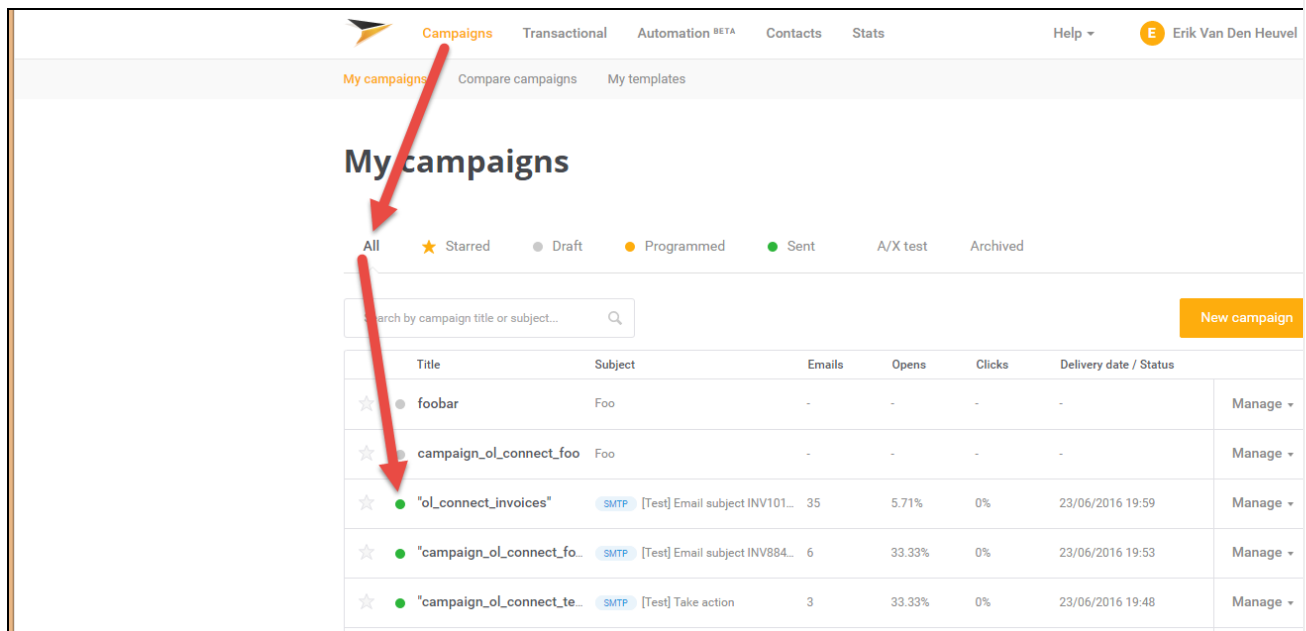 Campaigns Transactional Automation BETA Contacts Stats Help E Erik Van Den Heuvel
My campaigns Compare campaigns My templates
My campaigns
All Starred Draft Programmed Sent A/X test Archived
Search by campaign title or subject... New campaign
Title Subject Emails Opens Clicks Delivery date / Status
foobar Foo - - - - Manage
campaign_ol_connect_foo Foo - - - - Manage
"ol_connect_invoices" SMTP [Test] Email subject INV101... 35 5.71% 0% 23/06/2016 19:59 Manage
"campaign_ol_connect_fo... SMTP [Test] Email subject INV884... 6 33.33% 0% 23/06/2016 19:53 Manage
"campaign_ol_connect_te... SMTP [Test] Take action 3 33.33% 0% 23/06/2016 19:48 Manage